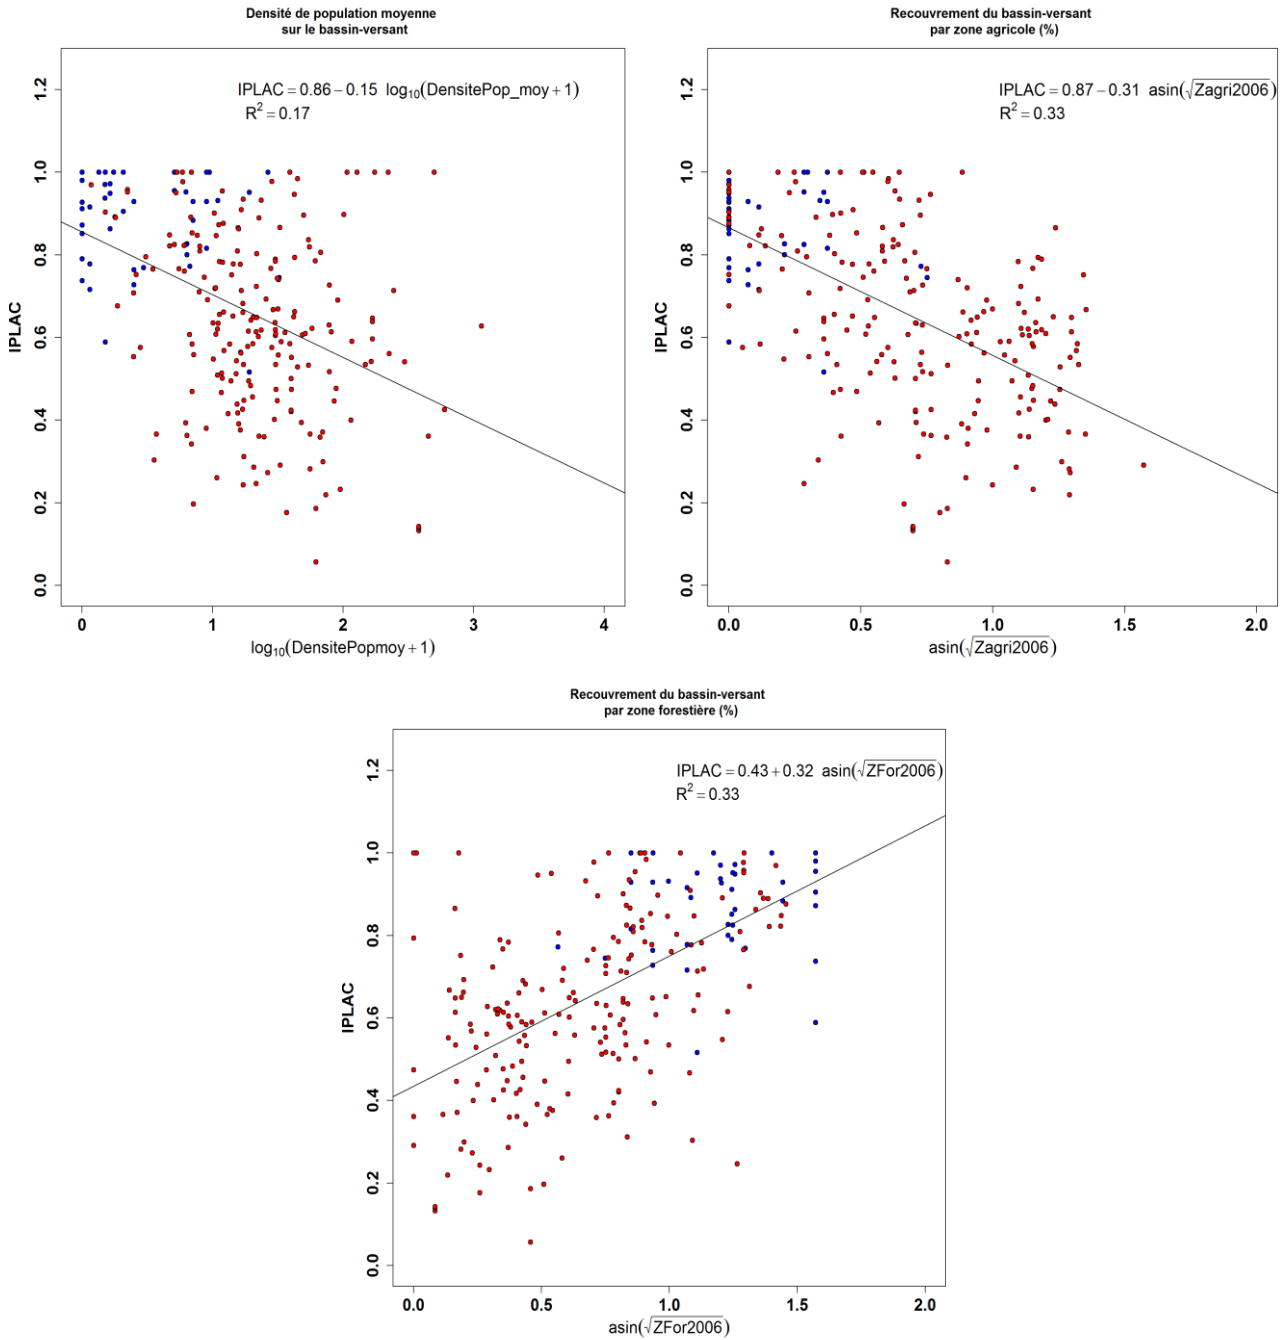 Densité de population moyenne
sur le bassin-versant
IPLAC = 0.86 − 0.15 log₁₀(DensitePop_moy + 1)
R² = 0.17
IPLAC
0.0
0.2
0.4
0.6
0.8
1.0
1.2
0
1
2
3
4
log₁₀(DensitePopmoy + 1)
Recouvrement du bassin-versant
par zone agricole (%)
IPLAC = 0.87 − 0.31 asin(√Zagri2006)
R² = 0.33
IPLAC
0.0
0.2
0.4
0.6
0.8
1.0
1.2
0.0
0.5
1.0
1.5
2.0
asin(√Zagri2006)
Recouvrement du bassin-versant
par zone forestière (%)
IPLAC = 0.43 + 0.32 asin(√ZFor2006)
R² = 0.33
IPLAC
0.0
0.2
0.4
0.6
0.8
1.0
1.2
0.0
0.5
1.0
1.5
2.0
asin(√ZFor2006)